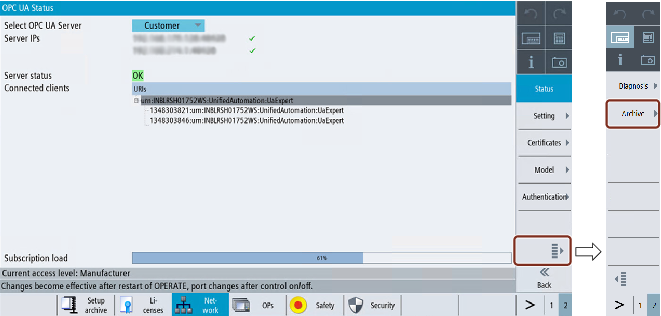 OPC UA Status
Select OPC UA Server
Customer
Server IPs
Server status
OK
Connected clients
URIs
urn:INBLRSH01752WS:UnifiedAutomation:UaExpert
1348303821:urn:INBLRSH01752WS:UnifiedAutomation:UaExpert
1348303846:urn:INBLRSH01752WS:UnifiedAutomation:UaExpert
Subscription load
61%
Current access level: Manufacturer
Changes become effective after restart of OPERATE, port changes after control on/off.
Setup archive
Li-
censes
Net-
work
OPs
Safety
Security
Status
Setting
Certificates
Model
Authentication
Back
> 1 2
Diagnosis
Archive
> 1 2